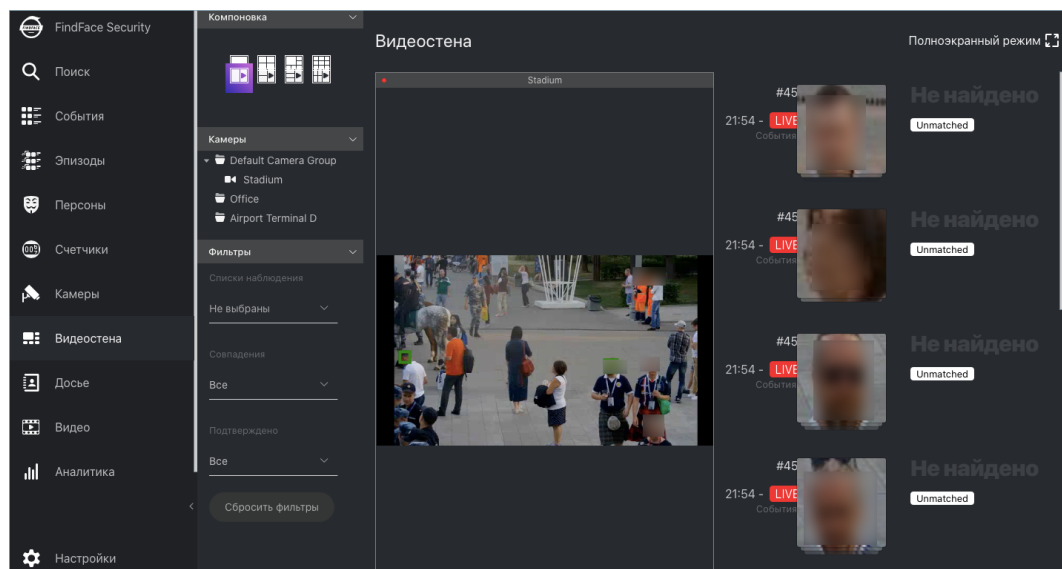 FindFace Security
Поиск
События
Эпизоды
Персоны
Счетчики
Камеры
Видеостена
Досье
Видео
Аналитика
Настройки
Компоновка
Камеры
Default Camera Group
Stadium
Office
Airport Terminal D
Фильтры
Списки наблюдения
Не выбраны
Совпадения
Все
Подтверждено
Все
Сбросить фильтры
Видеостена
Полноэкранный режим
Stadium
#45
21:54 - LIVE
События
Не найдено
Unmatched
#45
21:54 - LIVE
События
Не найдено
Unmatched
#45
21:54 - LIVE
События
Не найдено
Unmatched
#45
21:54 - LIVE
События
Не найдено
Unmatched